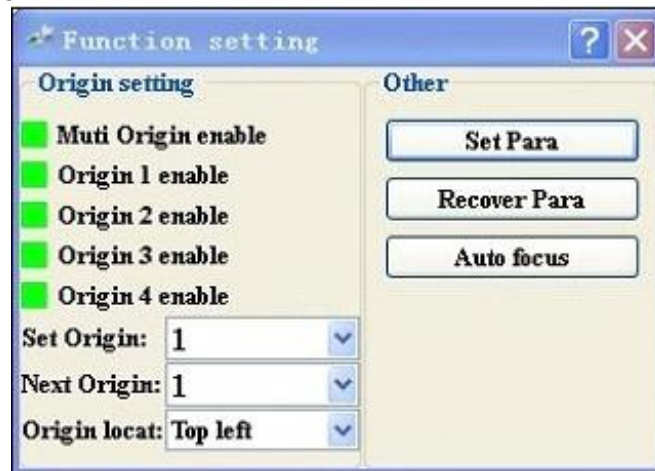 Function setting
Origin setting
Muti Origin enable
Origin 1 enable
Origin 2 enable
Origin 3 enable
Origin 4 enable
Set Origin: 1
Next Origin: 1
Origin locat: Top left
Other
Set Para
Recover Para
Auto focus